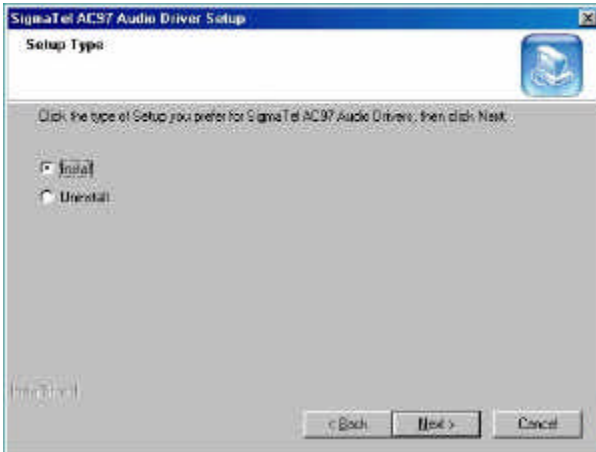 SigmaTel AC97 Audio Driver Setup
Setup Type
Click the type of Setup you prefer for SigmaTel AC97 Audio Drivers, then click Next.
Install
Uninstall
InstallShield
< Back
Next >
Cancel